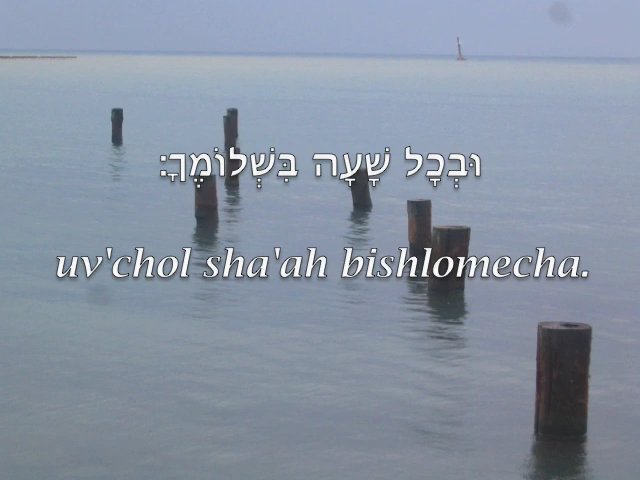 וּבְכָל שָׁעָה בִּשְׁלוֹמֶךָ:
uv'chol sha'ah bishlomecha.